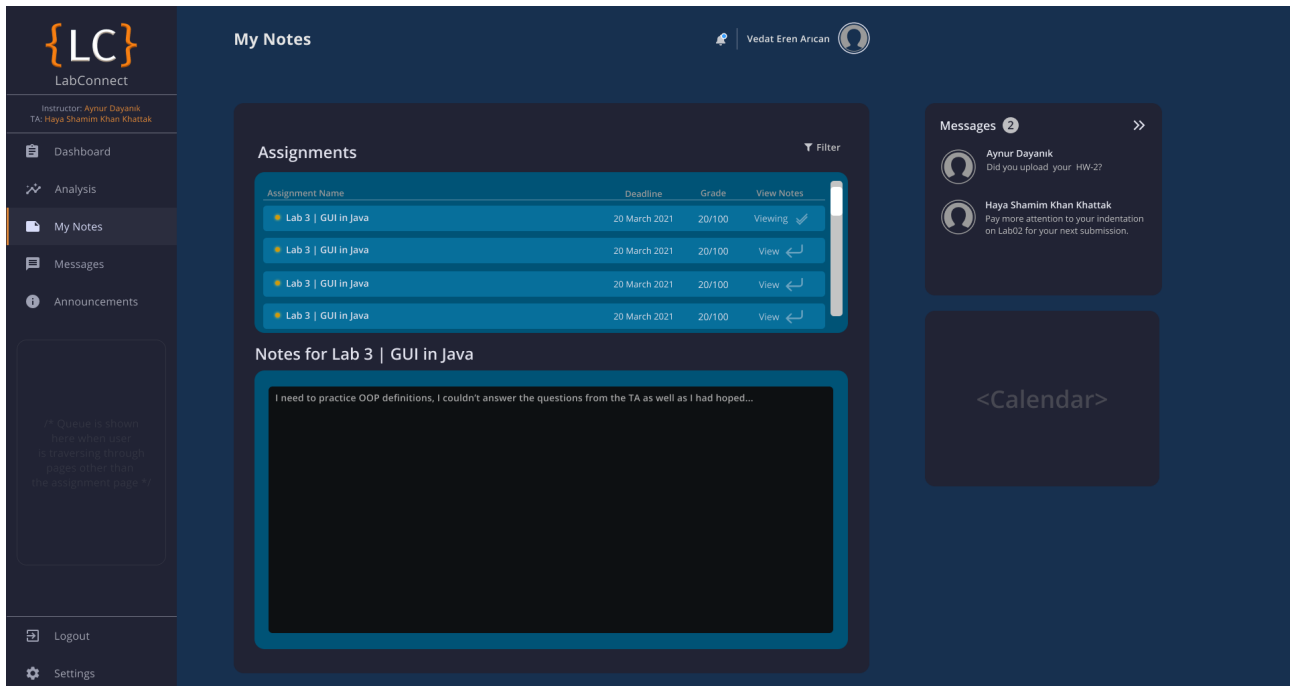 {LC}
LabConnect
Instructor: Aynur Dayanık
TA: Haya Shamim Khan Khattak
Dashboard
Analysis
My Notes
Messages
Announcements
/* Queue is shown
here when user
is traversing through
pages other than
the assignment page */
Logout
Settings
My Notes
Vedat Eren Arıcan
Assignments
Filter
Assignment Name Deadline Grade View Notes
Lab 3 | GUI in Java 20 March 2021 20/100 Viewing
Lab 3 | GUI in Java 20 March 2021 20/100 View
Lab 3 | GUI in Java 20 March 2021 20/100 View
Lab 3 | GUI in Java 20 March 2021 20/100 View
Notes for Lab 3 | GUI in Java
I need to practice OOP definitions, I couldn't answer the questions from the TA as well as I had hoped...
Messages 2
Aynur Dayanık
Did you upload your HW-2?
Haya Shamim Khan Khattak
Pay more attention to your indentation
on Lab02 for your next submission.
<Calendar>